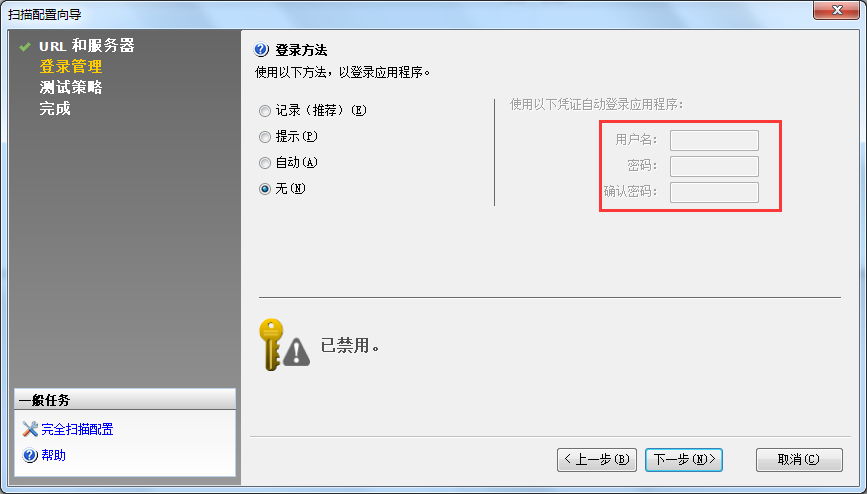 扫描配置向导
URL 和服务器
登录管理
测试策略
完成
登录方法
使用以下方法，以登录应用程序。
记录（推荐）(E)
提示(P)
自动(A)
无(N)
使用以下凭证自动登录应用程序：
用户名：
密码：
确认密码：
已禁用。
一般任务
完全扫描配置
帮助
< 上一步(B)
下一步(N)>
取消(C)